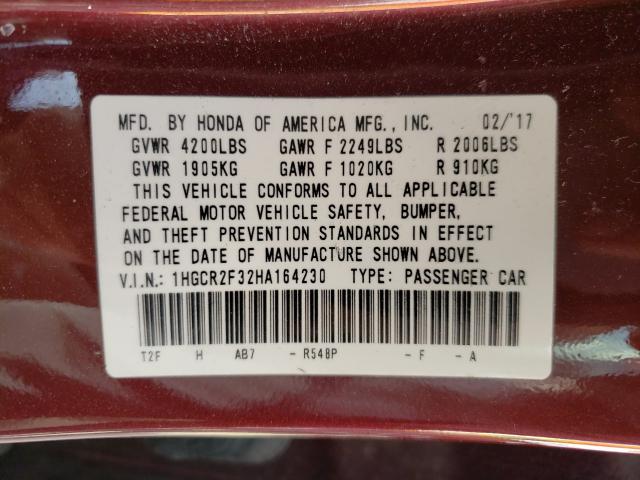 MFD. BY HONDA OF AMERICA MFG., INC. 02/'17
GVWR 4200LBS GAWR F 2249LBS R 2006LBS
GVWR 1905KG GAWR F 1020KG R 910KG
THIS VEHICLE CONFORMS TO ALL APPLICABLE
FEDERAL MOTOR VEHICLE SAFETY, BUMPER,
AND THEFT PREVENTION STANDARDS IN EFFECT
ON THE DATE OF MANUFACTURE SHOWN ABOVE.
V.I.N.: 1HGCR2F32HA164230 TYPE: PASSENGER CAR
T2F H AB7 - R548P - F - A